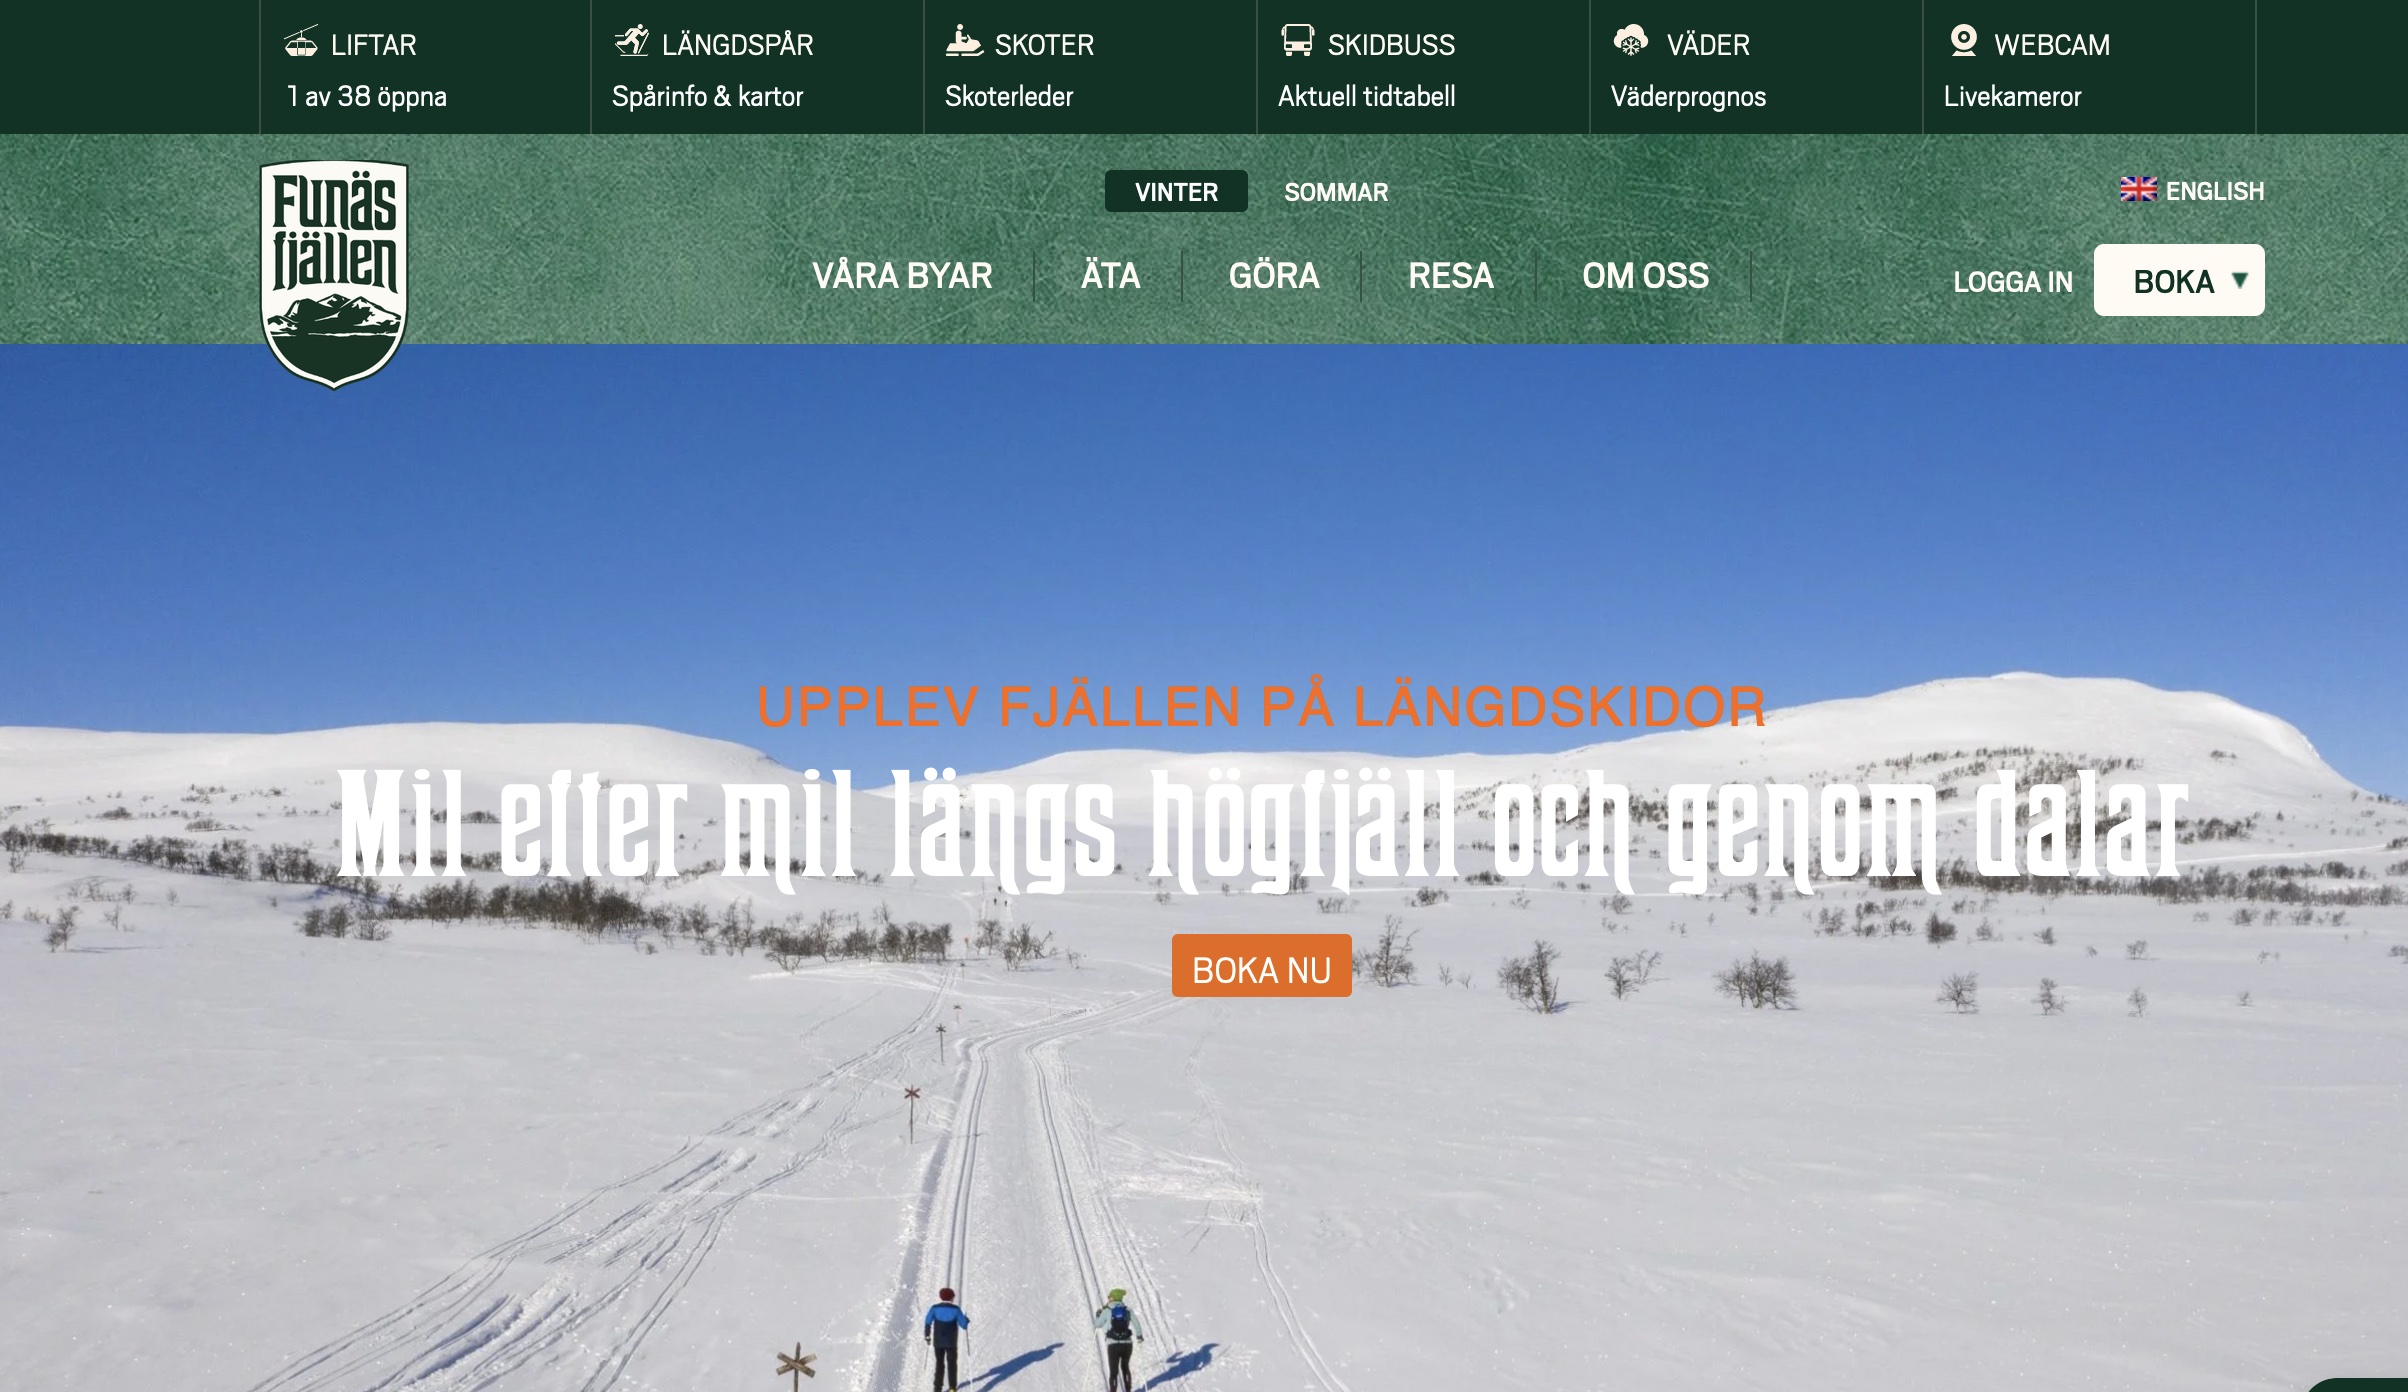 LIFTAR
1 av 38 öppna
LÄNGDSPÅR
Spårinfo & kartor
SKOTER
Skoterleder
SKIDBUSS
Aktuell tidtabell
VÄDER
Väderprognos
WEBCAM
Livekameror
Funäs
fjällen
VINTER
SOMMAR
ENGLISH
VÅRA BYAR
ÄTA
GÖRA
RESA
OM OSS
LOGGA IN
BOKA
UPPLEV FJÄLLEN PÅ LÄNGDSKIDOR
Mil efter mil längs högfjäll och genom dalar
BOKA NU